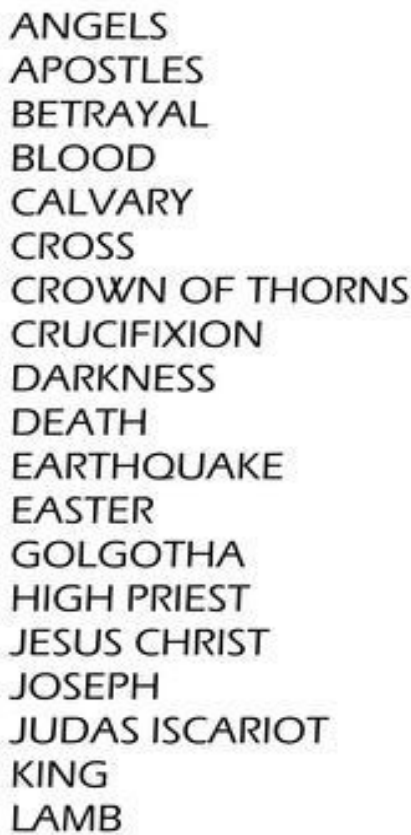 ANGELS
APOSTLES
BETRAYAL
BLOOD
CALVARY
CROSS
CROWN OF THORNS
CRUCIFIXION
DARKNESS
DEATH
EARTHQUAKE
EASTER
GOLGOTHA
HIGH PRIEST
JESUS CHRIST
JOSEPH
JUDAS ISCARIOT
KING
LAMB